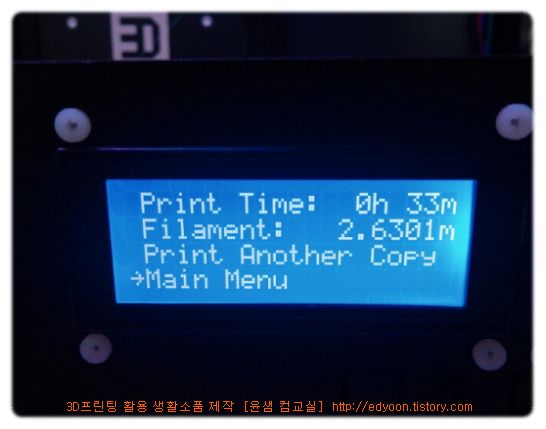 3D
Print Time: 0h 33m
Filament: 2.6301m
Print Another Copy
→Main Menu
3D프린팅 활용 생활소품 제작 [윤샘 컴교실] http://edyoon.tistory.com